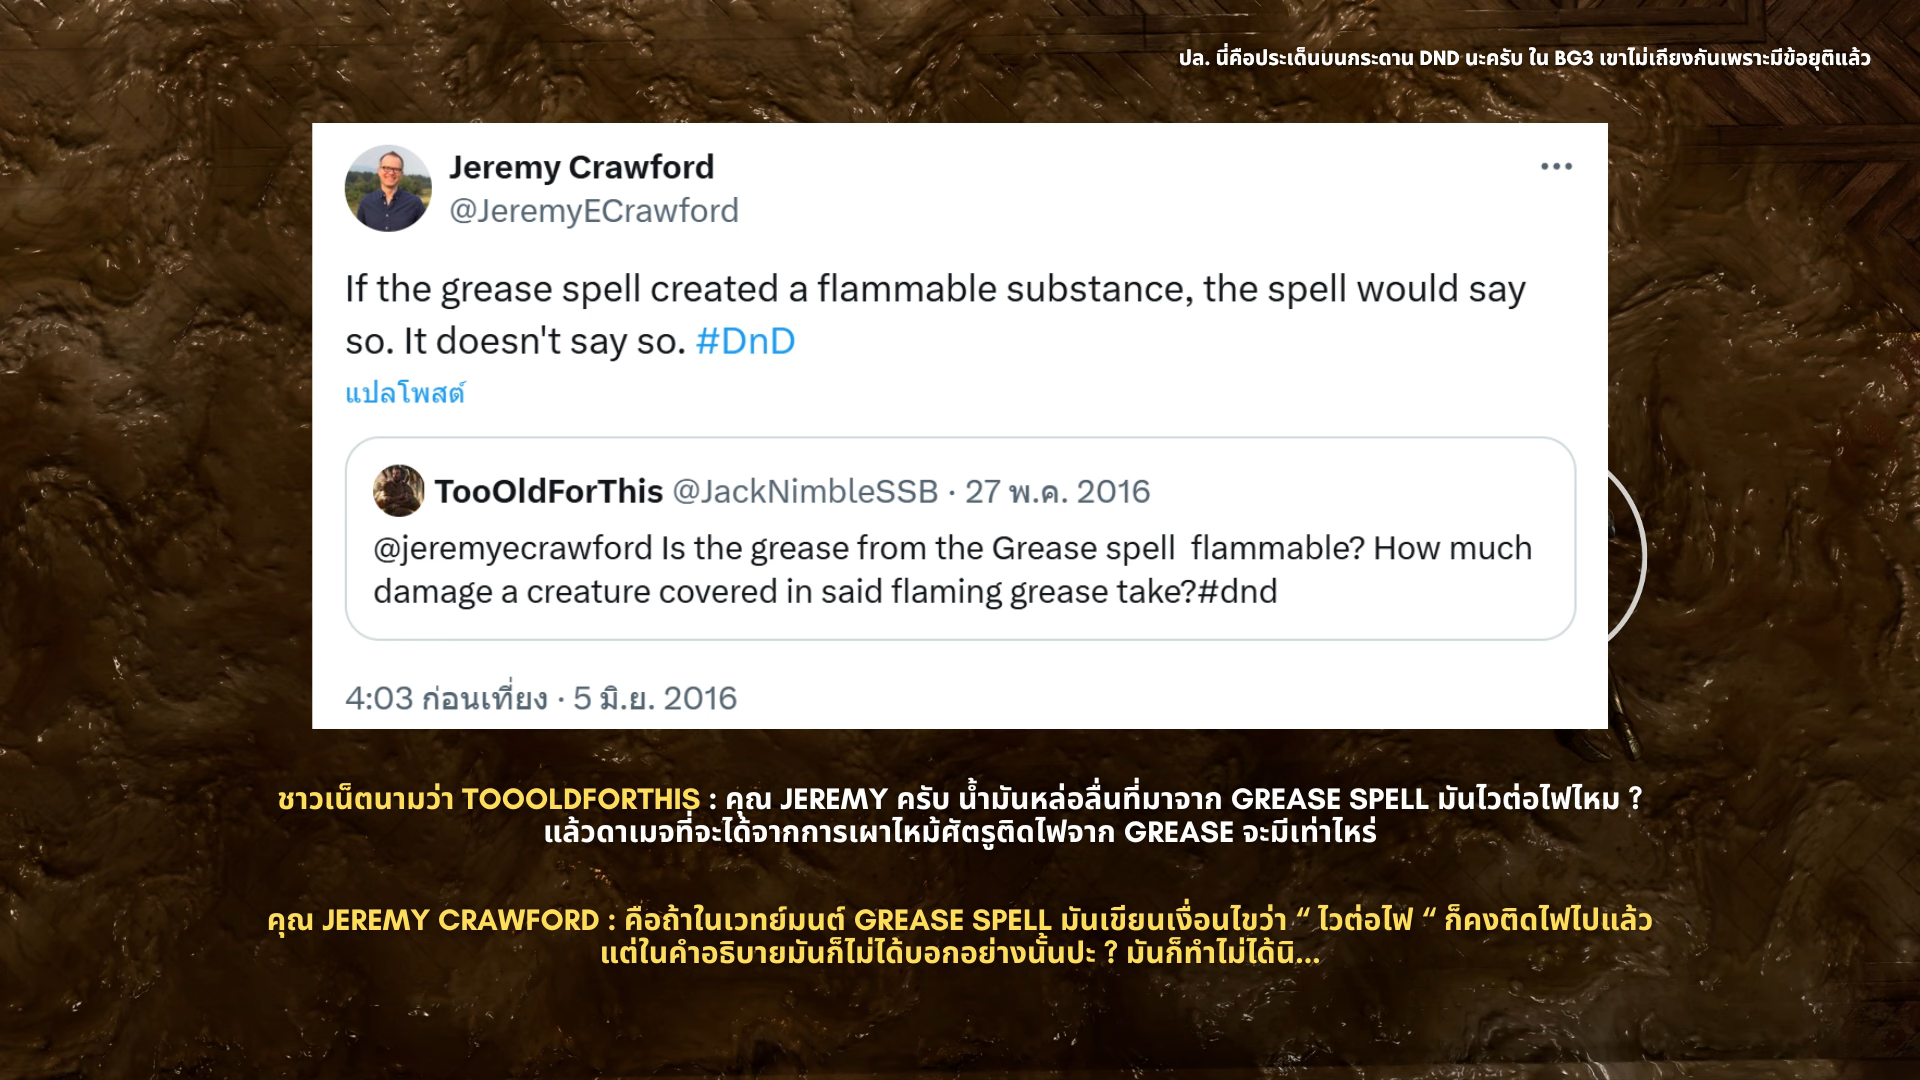 ปล. นี่คือประเด็นบนกระดาน DND นะครับ ใน BG3 เขาไม่เถียงกันเพราะมีข้อยุติแล้ว
Jeremy Crawford
@JeremyECrawford
If the grease spell created a flammable substance, the spell would say
so. It doesn't say so. #DnD
แปลโพสต์
TooOldForThis @JackNimbleSSB · 27 พ.ค. 2016
@jeremyecrawford Is the grease from the Grease spell  flammable? How much
damage a creature covered in said flaming grease take?#dnd
4:03 ก่อนเที่ยง · 5 มิ.ย. 2016
ชาวเน็ตนามว่า TOOOLDFORTHIS : คุณ JEREMY ครับ น้ำมันหล่อลื่นที่มาจาก GREASE SPELL มันไวต่อไฟไหม ?
แล้วดาเมจที่จะได้จากการเผาไหม้ศัตรูติดไฟจาก GREASE จะมีเท่าไหร่
คุณ JEREMY CRAWFORD : คือถ้าในเวทย์มนต์ GREASE SPELL มันเขียนเงื่อนไขว่า “ ไวต่อไฟ “ ก็คงติดไฟไปแล้ว
แต่ในคำอธิบายมันก็ไม่ได้บอกอย่างนั้นปะ ? มันก็ทำไม่ได้นิ...